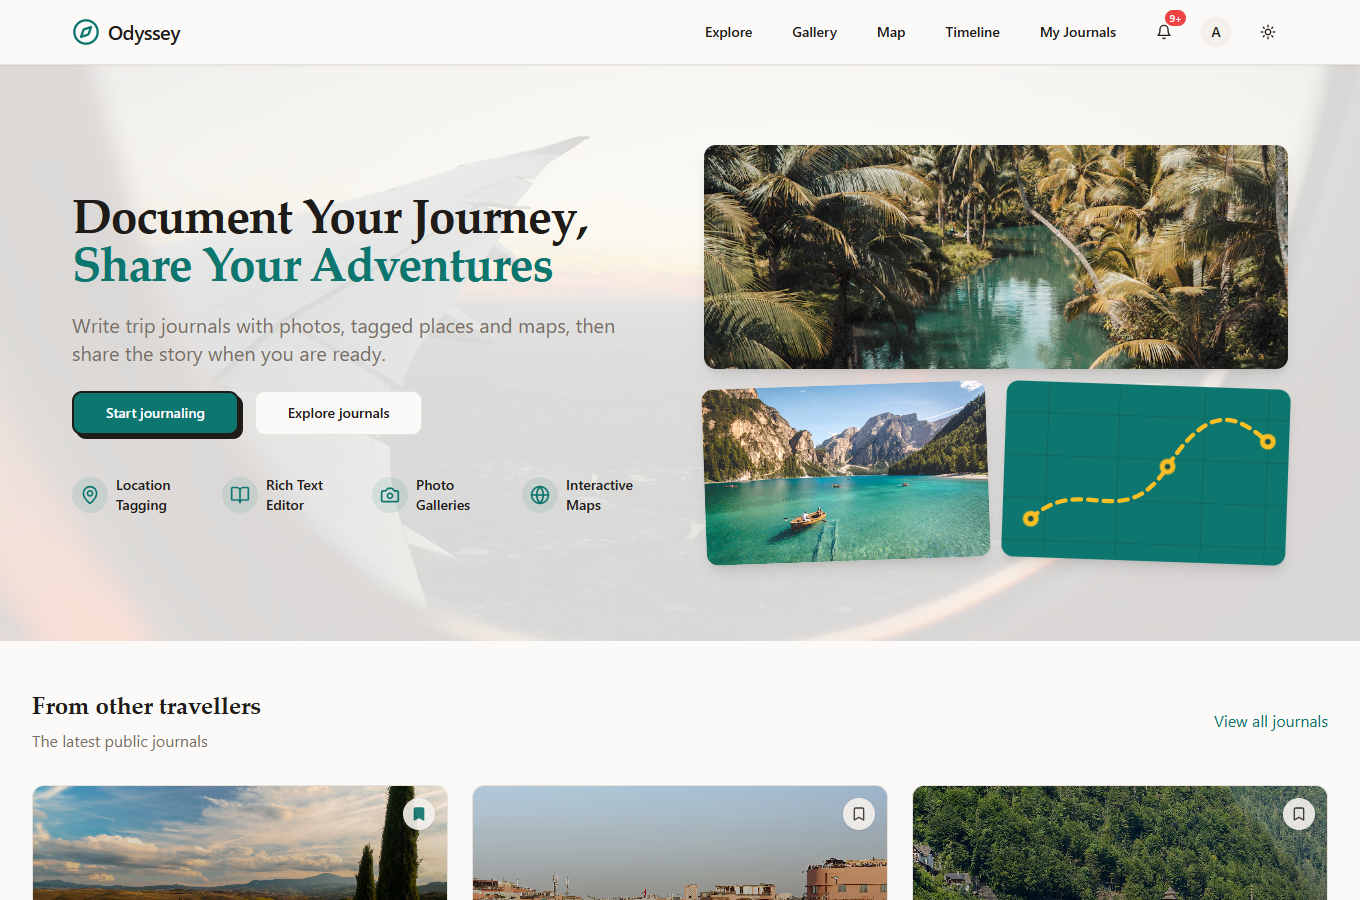 Odyssey
Explore
Gallery
Map
Timeline
My Journals
9+
A
Document Your Journey,
Share Your Adventures
Write trip journals with photos, tagged places and maps, then
share the story when you are ready.
Start journaling
Explore journals
Location
Tagging
Rich Text
Editor
Photo
Galleries
Interactive
Maps
From other travellers
The latest public journals
View all journals